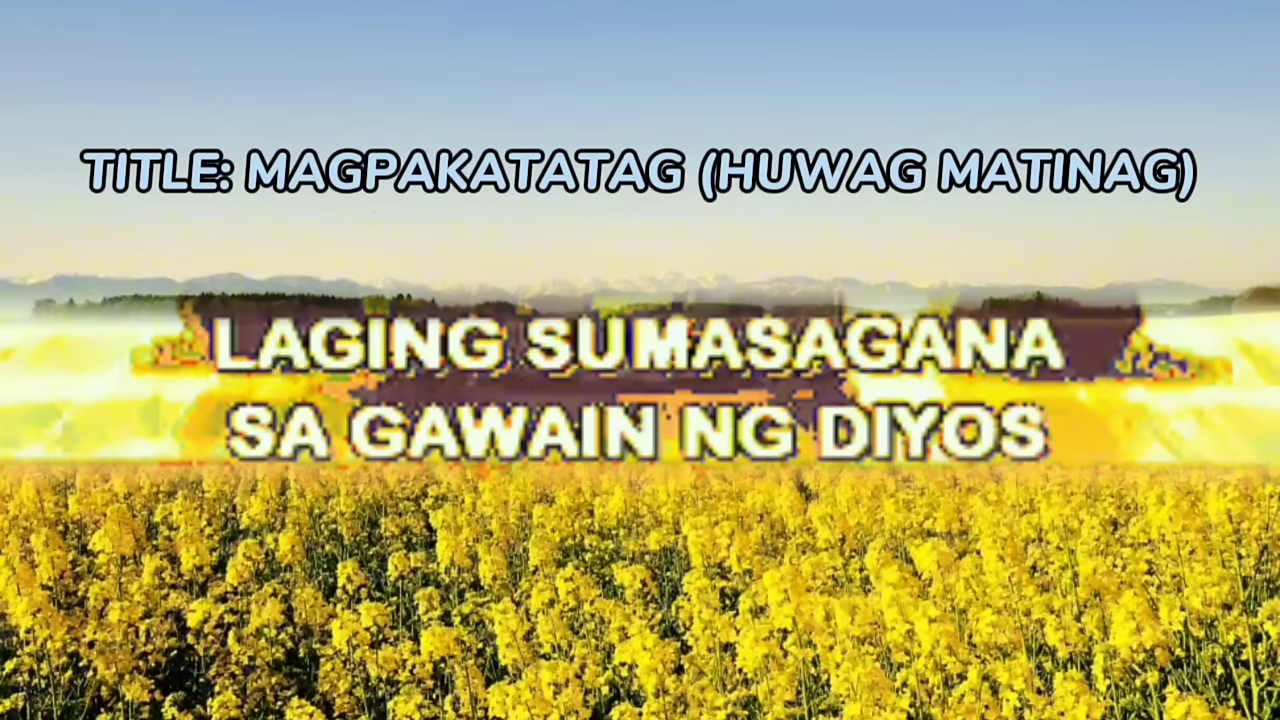 TITLE: MAGPAKATATAG (HUWAG MATINAG)
LAGING SUMASAGANA
SA GAWAIN NG DIYOS